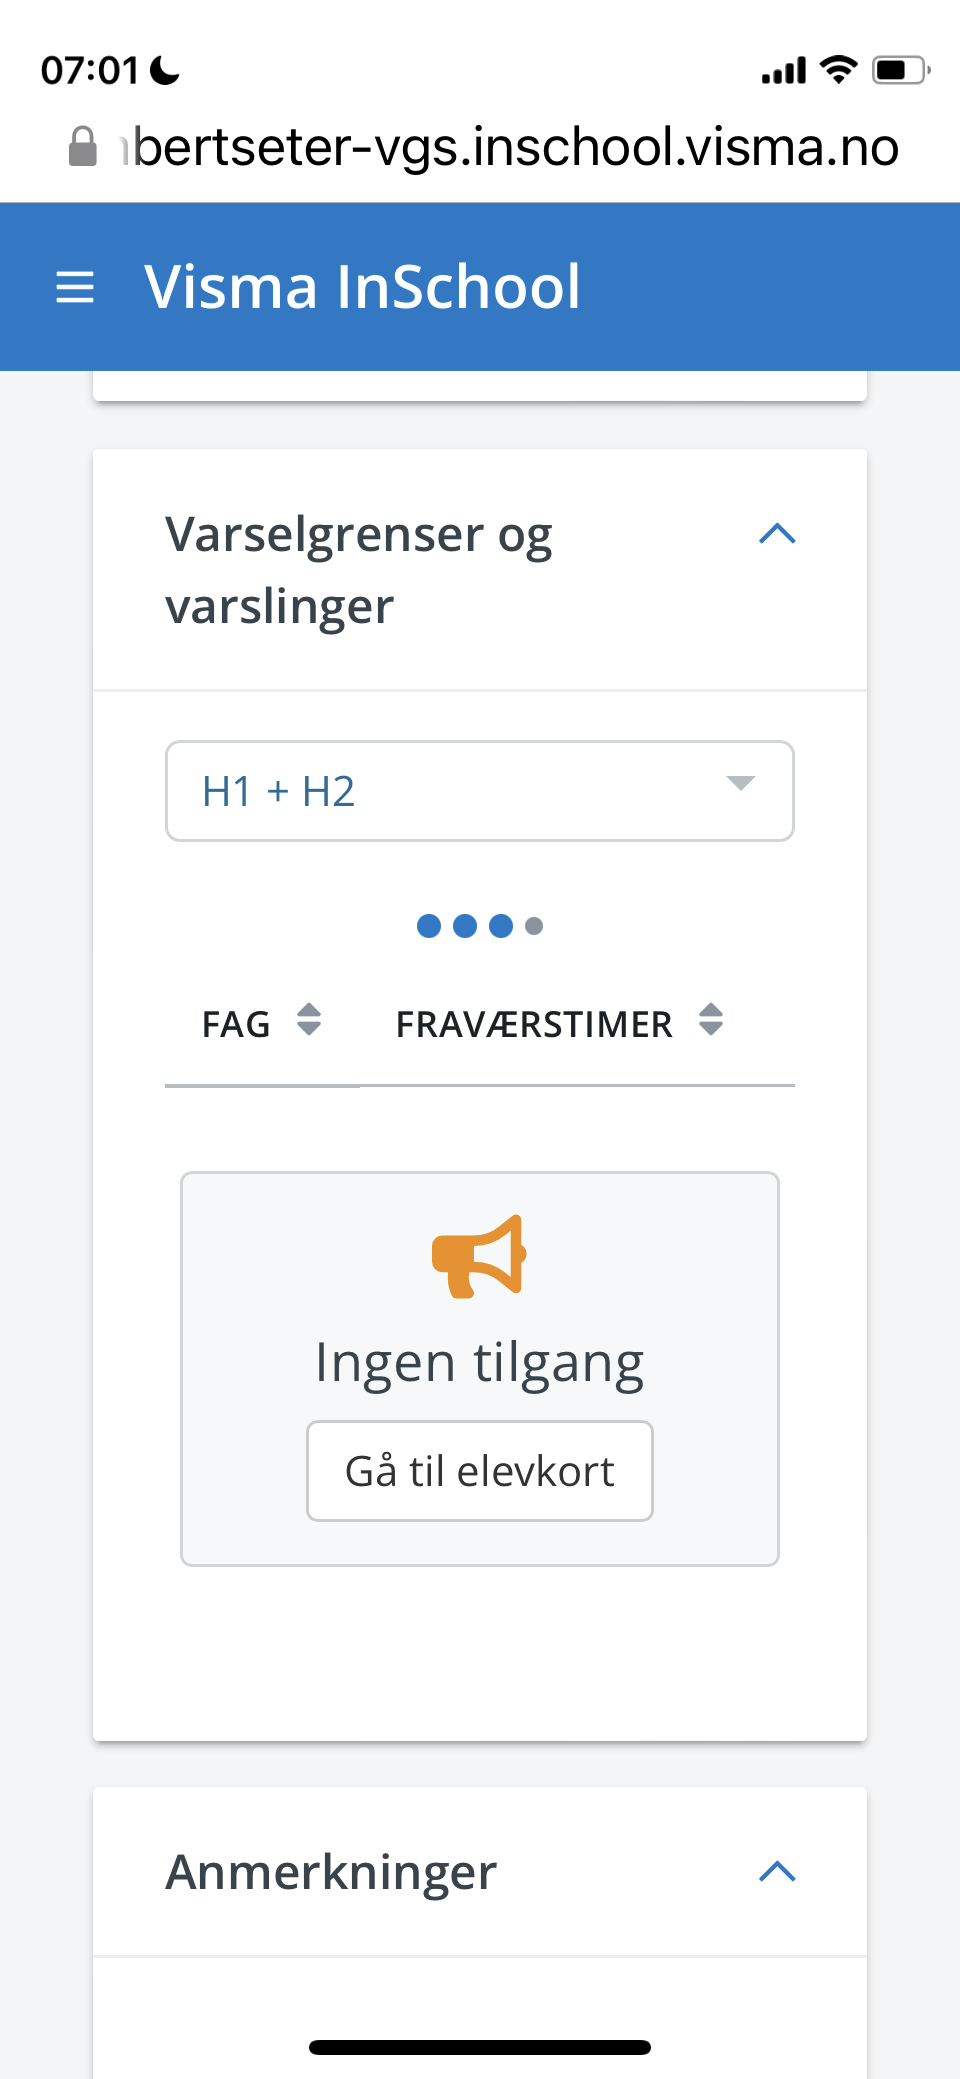 07:01
bertseter-vgs.inschool.visma.no
Visma InSchool
Varselgrenser og
varslinger
H1 + H2
FAG FRAVÆRSTIMER
Ingen tilgang
Gå til elevkort
Anmerkninger